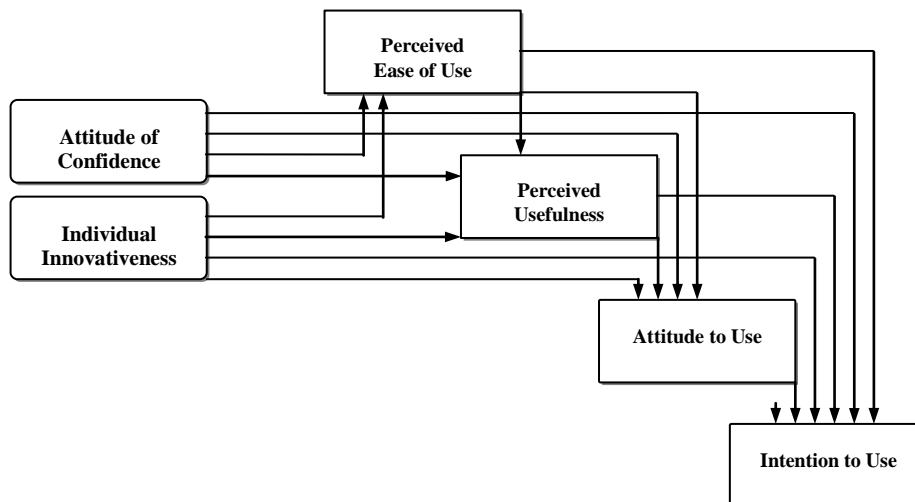 Perceived
Ease of Use
Attitude of
Confidence
Perceived
Usefulness
Individual
Innovativeness
Attitude to Use
Intention to Use